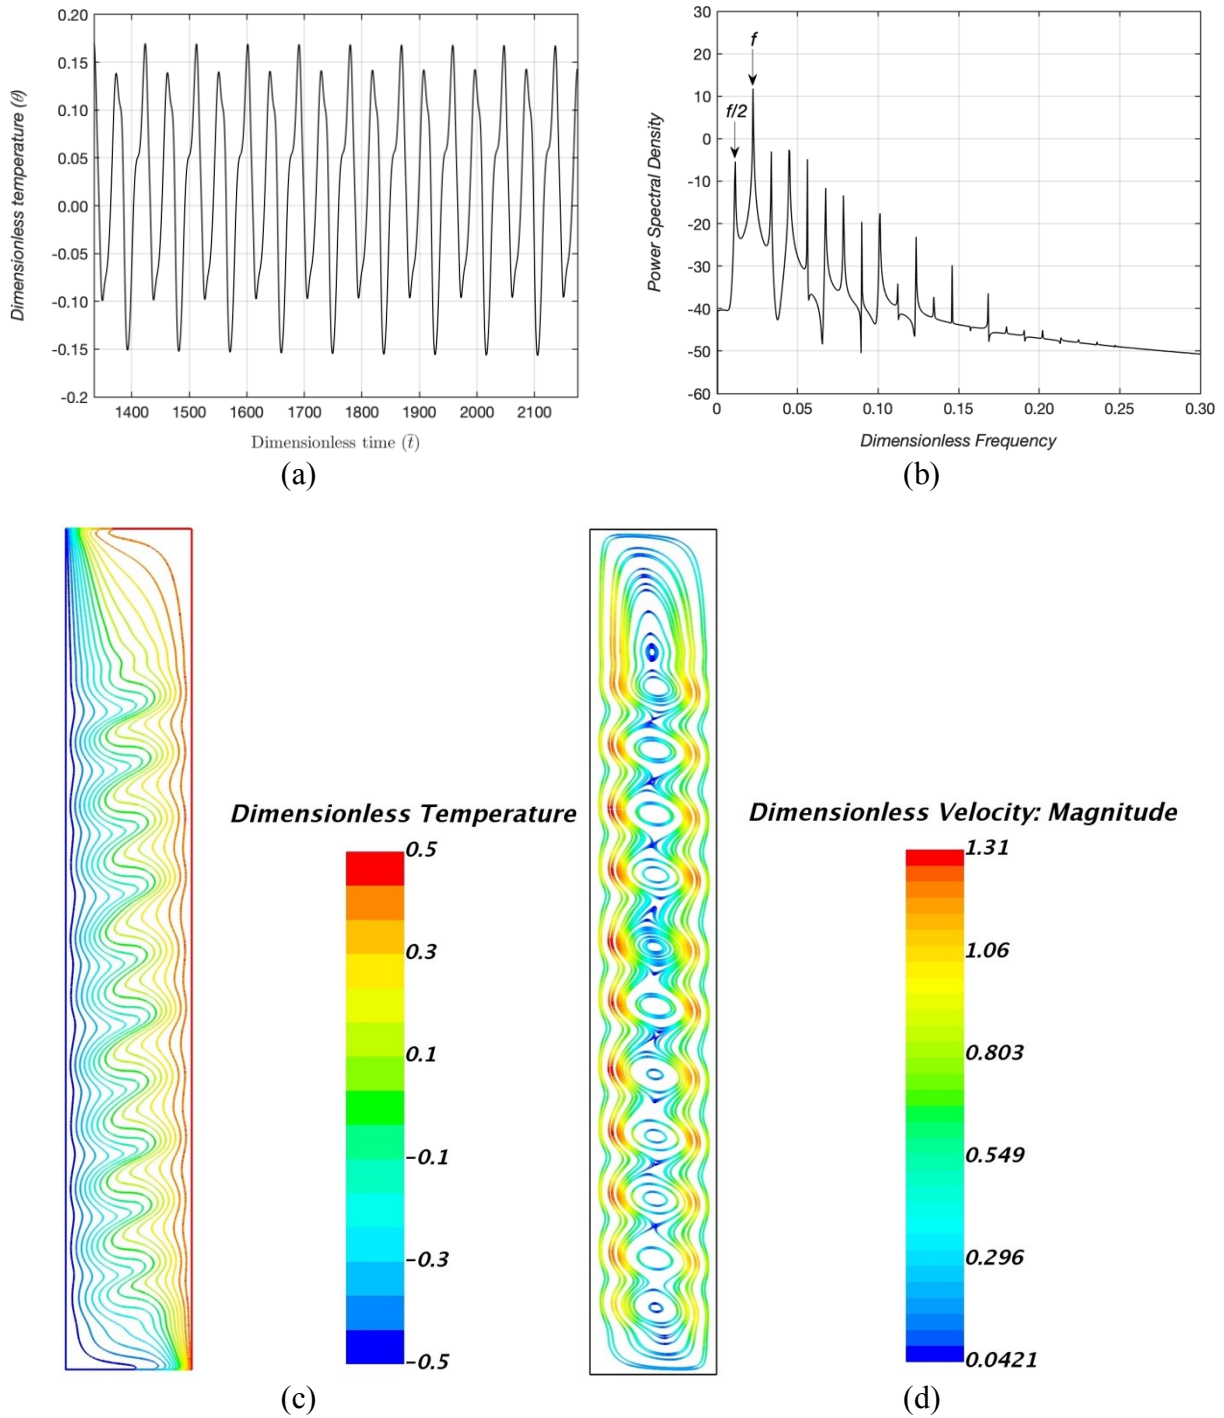 0.20
0.15
0.10
0.05
0.00
-0.05
-0.10
-0.15
-0.2
Dimensionless temperature (θ)
1400 1500 1600 1700 1800 1900 2000 2100
Dimensionless time (t̄)
(a)
30
20
10
0
-10
-20
-30
-40
-50
-60
Power Spectral Density
f
f/2
0 0.05 0.10 0.15 0.20 0.25 0.30
Dimensionless Frequency
(b)
Dimensionless Temperature
0.5
0.3
0.1
-0.1
-0.3
-0.5
(c)
Dimensionless Velocity: Magnitude
1.31
1.06
0.803
0.549
0.296
0.0421
(d)